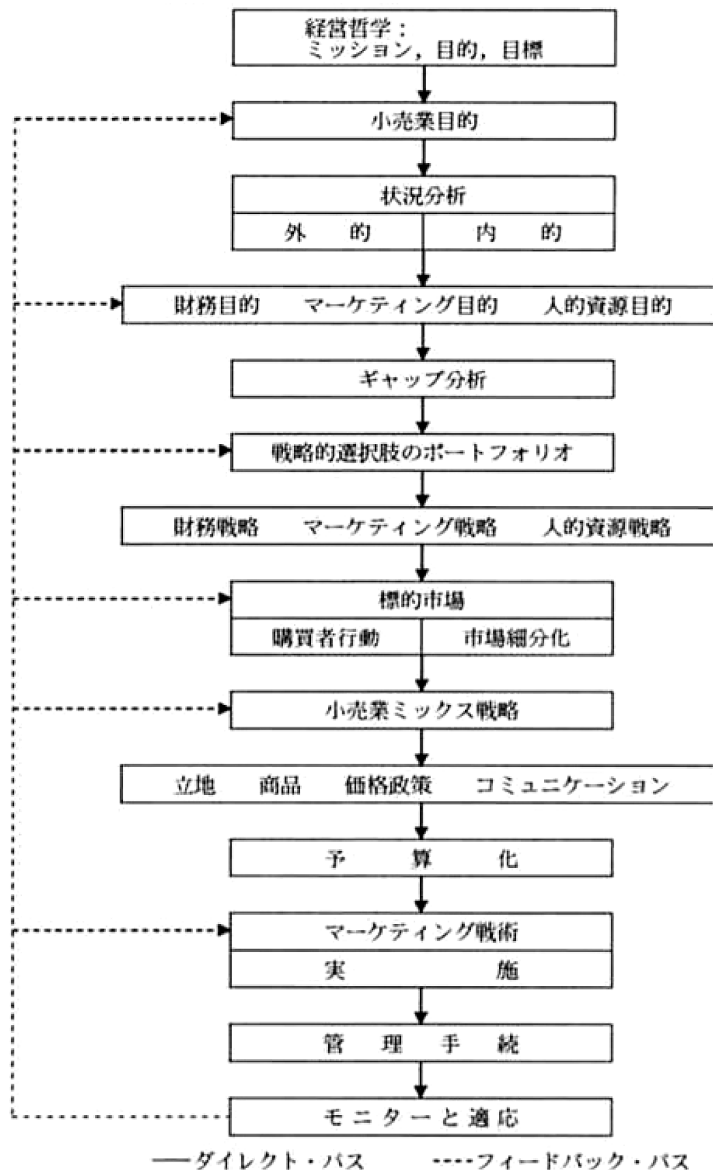 経営哲学：
ミッション，目的，目標
小売業目的
状況分析
外的 内的
財務目的 マーケティング目的 人的資源目的
ギャップ分析
戦略的選択肢のポートフォリオ
財務戦略 マーケティング戦略 人的資源戦略
標的市場
購買者行動 市場細分化
小売業ミックス戦略
立地 商品 価格政策 コミュニケーション
予算化
マーケティング戦術
実施
管理手続
モニターと適応
ダイレクト・パス フィードバック・パス